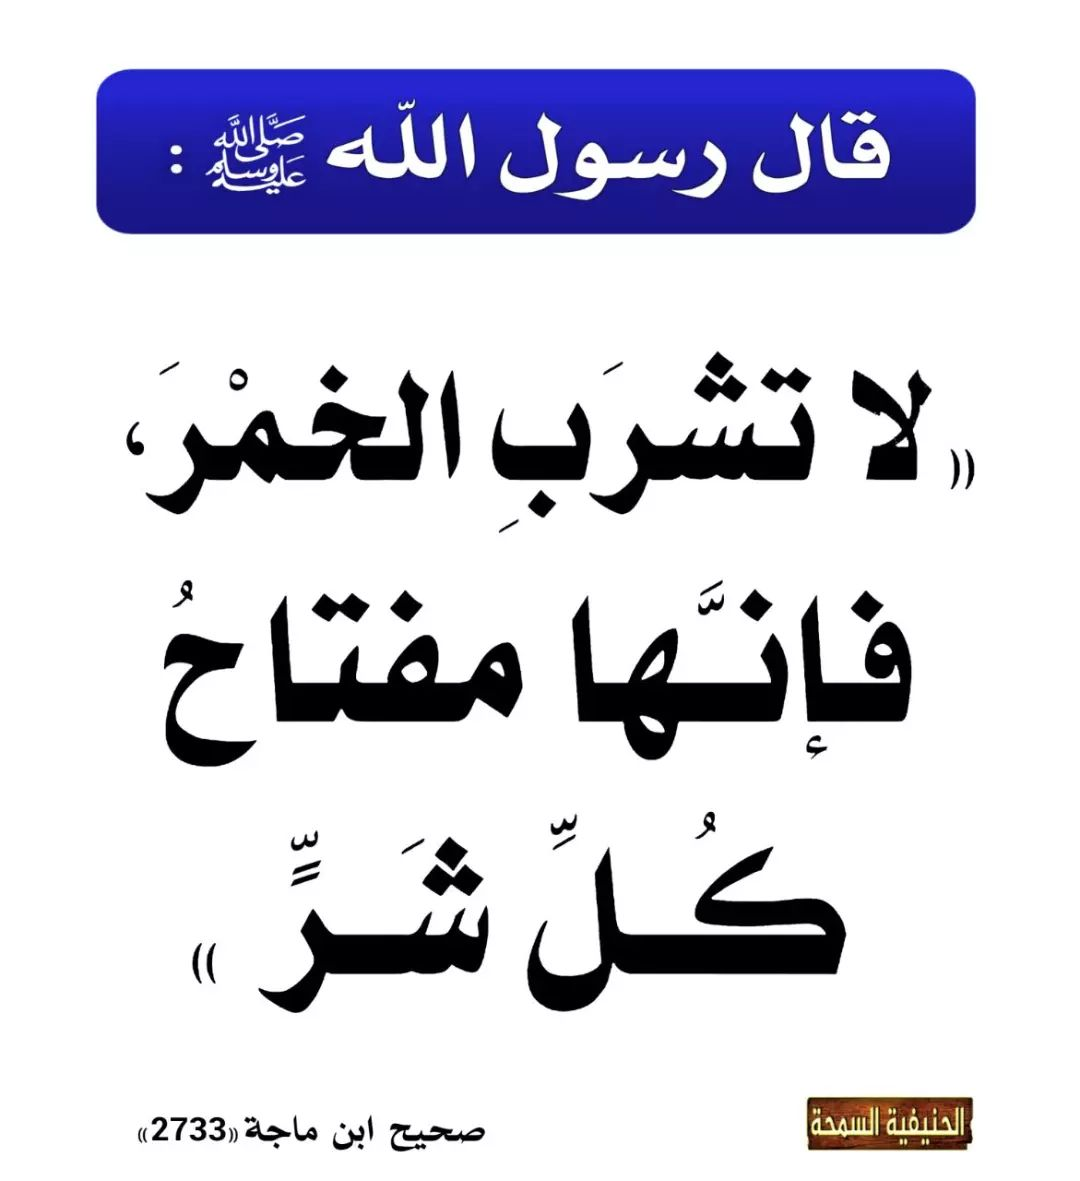 قال رسول الله ﷺ :
((لا تشرَبِ الخمْرَ،
فإنَّها مفتاحُ
كُلِّ شَرٍّ))
صحيح ابن ماجة ((2733))
الحنيفية السمحة